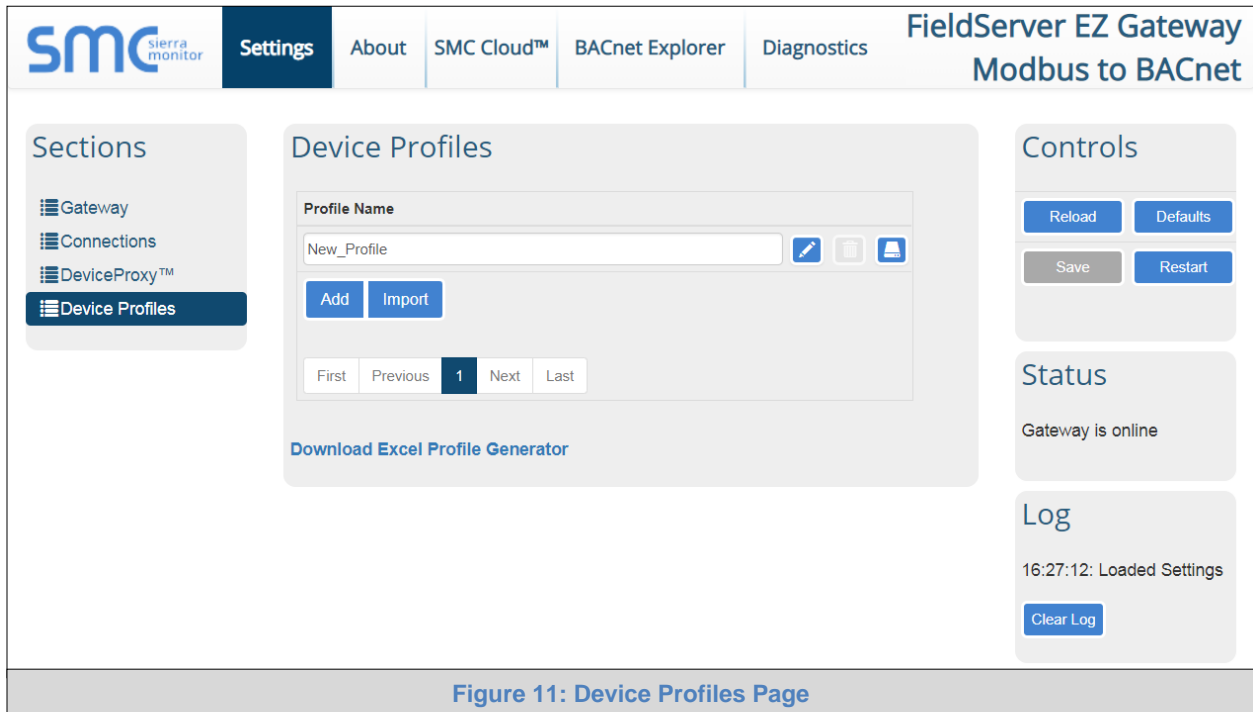 SMC sierra monitor
Settings
About
SMC Cloud™
BACnet Explorer
Diagnostics
FieldServer EZ Gateway
Modbus to BACnet
Sections
Gateway
Connections
DeviceProxy™
Device Profiles
Device Profiles
Profile Name
New_Profile
Add
Import
First
Previous
1
Next
Last
Download Excel Profile Generator
Controls
Reload
Defaults
Save
Restart
Status
Gateway is online
Log
16:27:12: Loaded Settings
Clear Log
Figure 11: Device Profiles Page